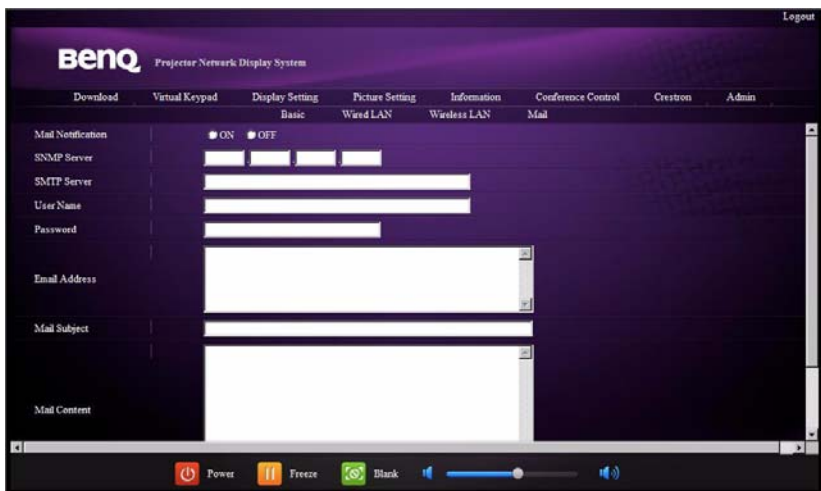 Logout
BenQ Projector Network Display System
Download Virtual Keypad Display Setting Picture Setting Information Conference Control Crestron Admin
Basic Wired LAN Wireless LAN Mail
Mail Notification ON OFF
SNMP Server . . .
SMTP Server
User Name
Password
Email Address
Mail Subject
Mail Content
Power Freeze Blank